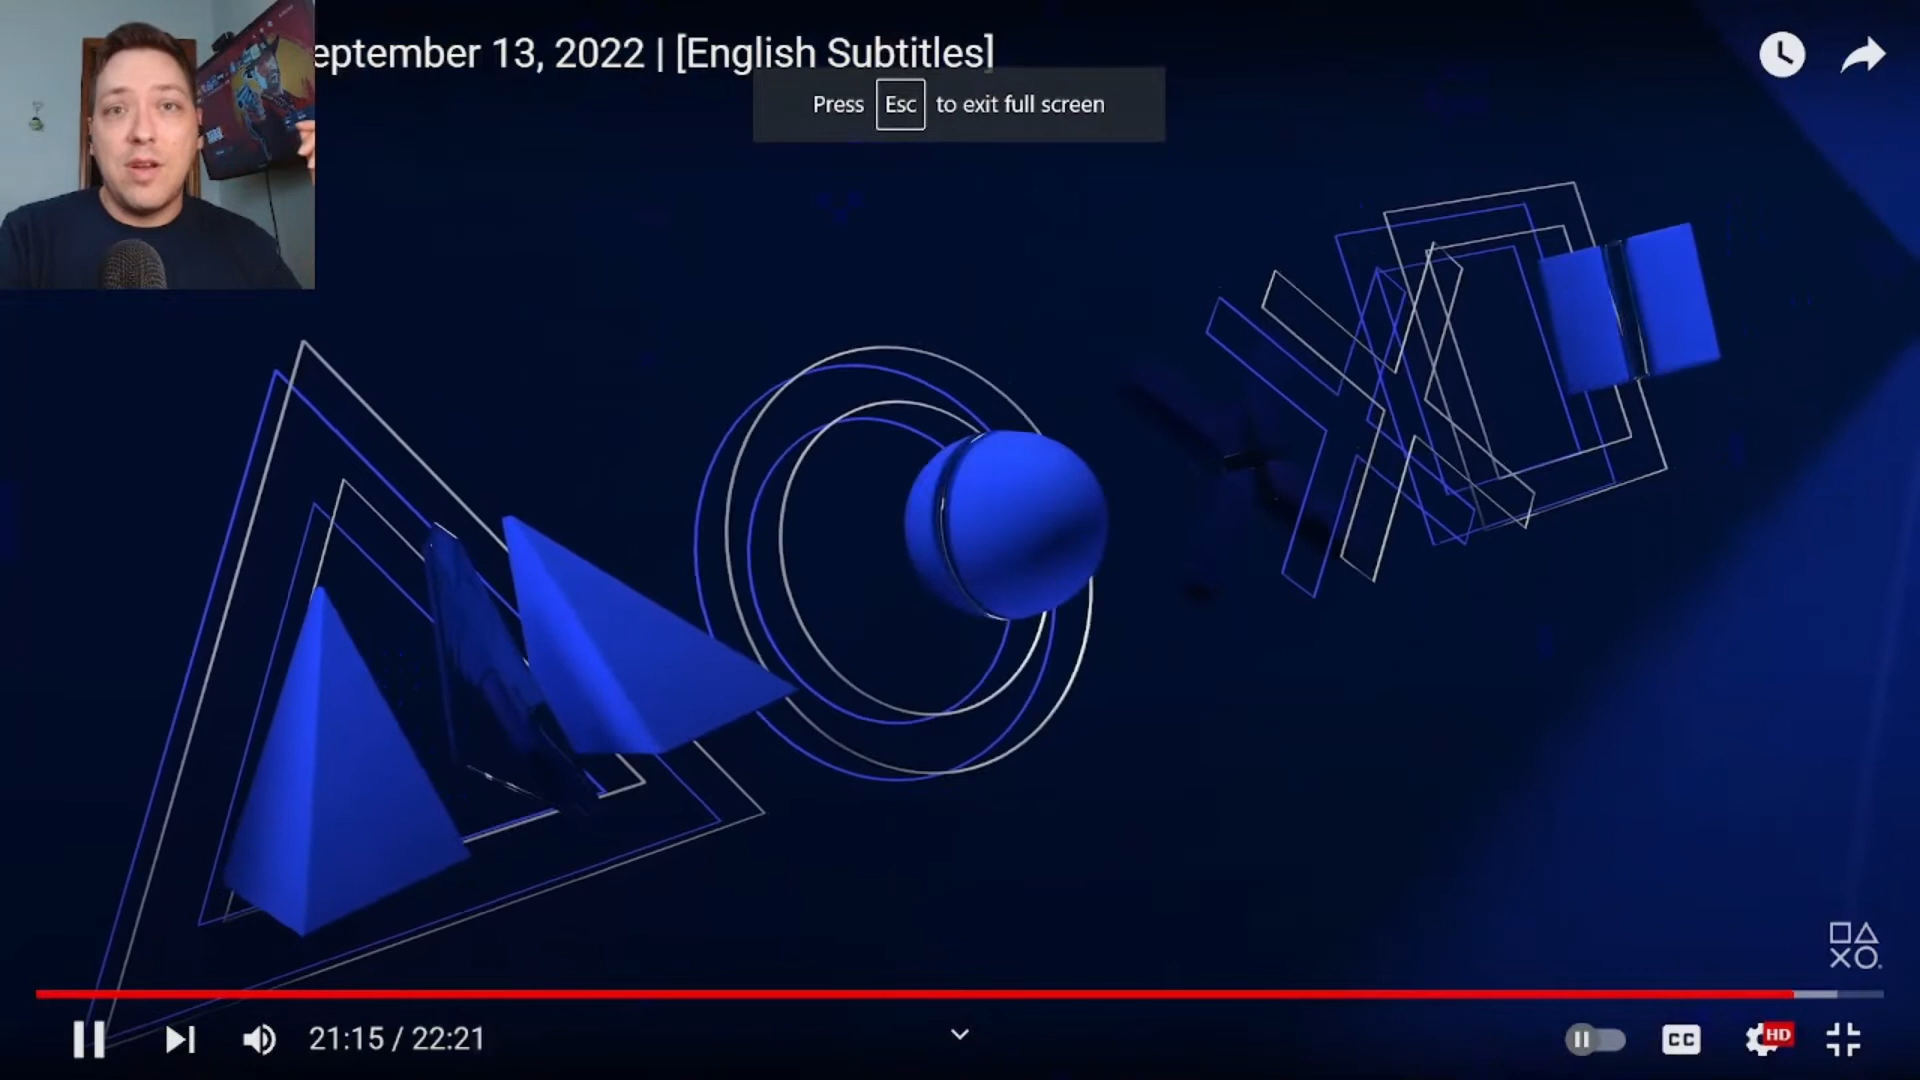 eptember 13, 2022 | [English Subtitles]
Press Esc to exit full screen
21:15 / 22:21
CC
HD